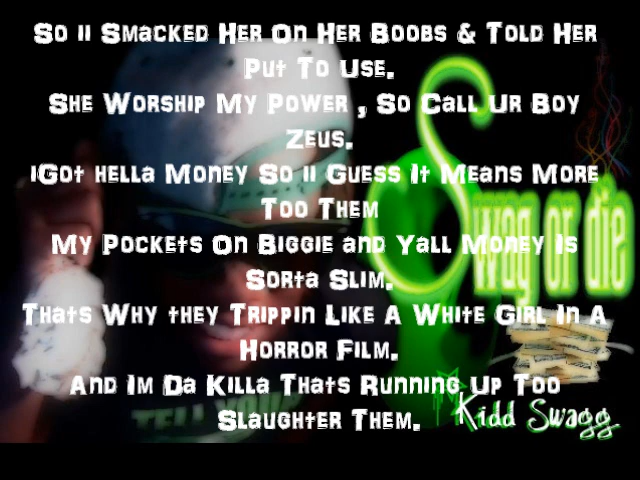 So ii Smacked Her On Her Boobs & Told Her
Put To Use.
She Worship My Power , So Call Ur Boy
Zeus.
iGot hella Money So ii Guess It Means More
Too Them
My Pockets On Biggie and Yall Money Is
Sorta Slim.
Thats Why they Trippin Like A White Girl In A
Horror Film.
And Im Da Killa Thats Running Up Too
Slaughter Them.
Swag or die
Kidd Swagg